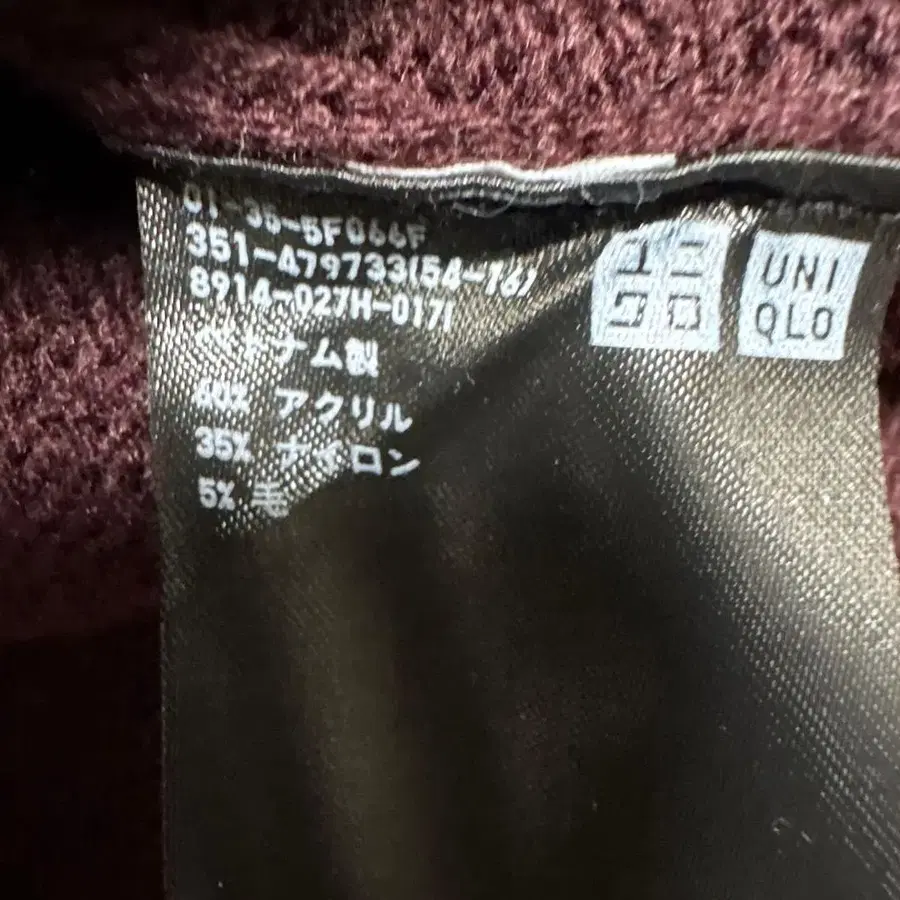 01-35-5F066F
351-479733(54-16)
8914-027H-0171
ベトナム製
60% アクリル
35% ナイロン
5% 毛
ユニ
クロ
UNI
QLO